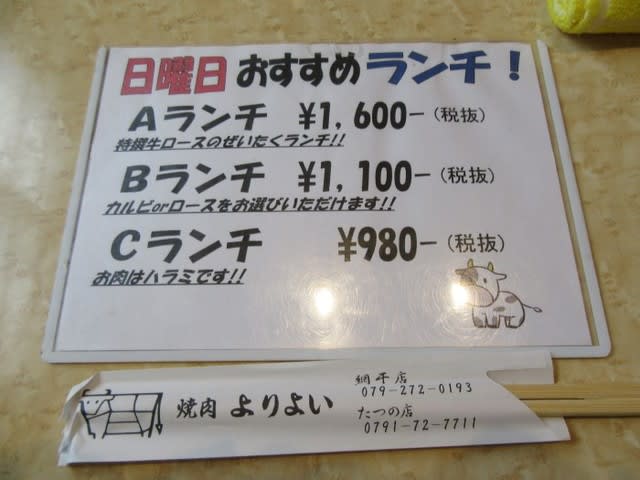 日曜日 おすすめ ランチ！
Aランチ ¥1,600-（税抜）
特撰牛ロースのぜいたくランチ!!
Bランチ ¥1,100-（税抜）
カルビorロースをお選びいただけます!!
Cランチ ¥980-（税抜）
お肉はハラミです!!
焼肉 よりよい
網干店
079-272-0193
たつの店
0791-72-7711